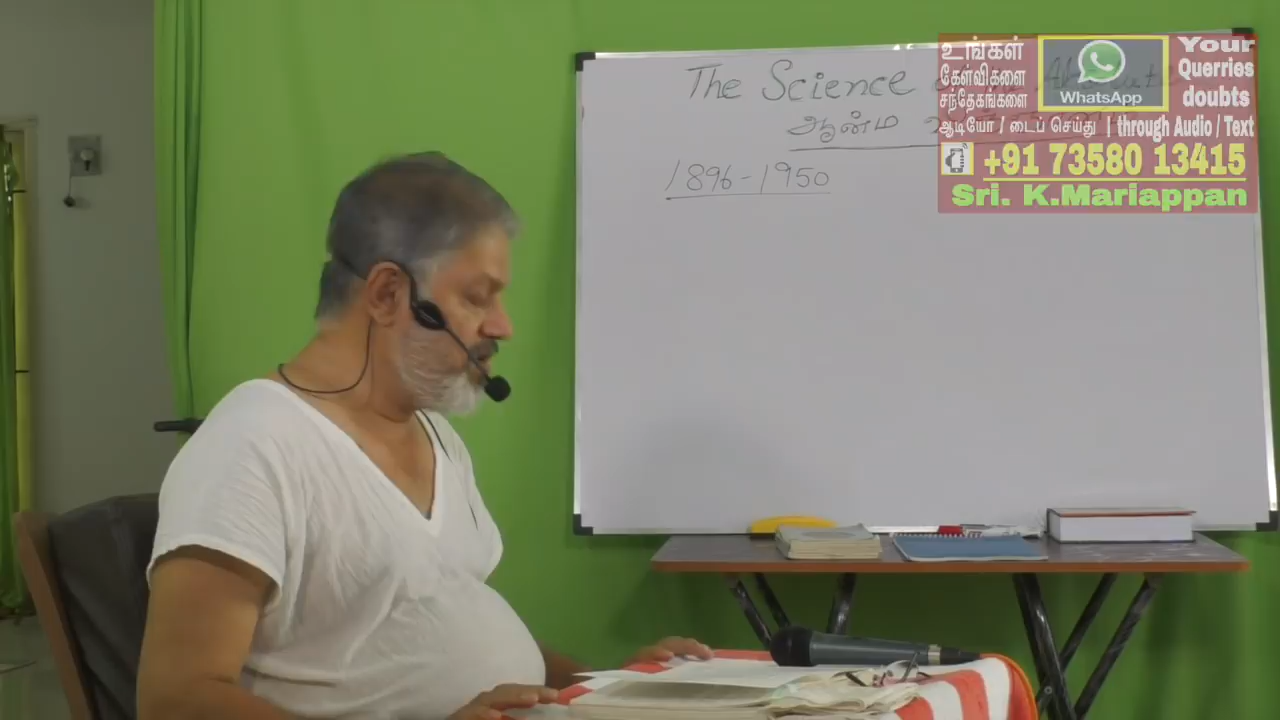 The Science
ஆன்ம
1896-1950
உங்கள்
கேள்விகளை
சந்தேகங்களை
WhatsApp
Your
Querries
doubts
ஆடியோ / டைப் செய்து | through Audio / Text
+91 73580 13415
Sri. K.Mariappan